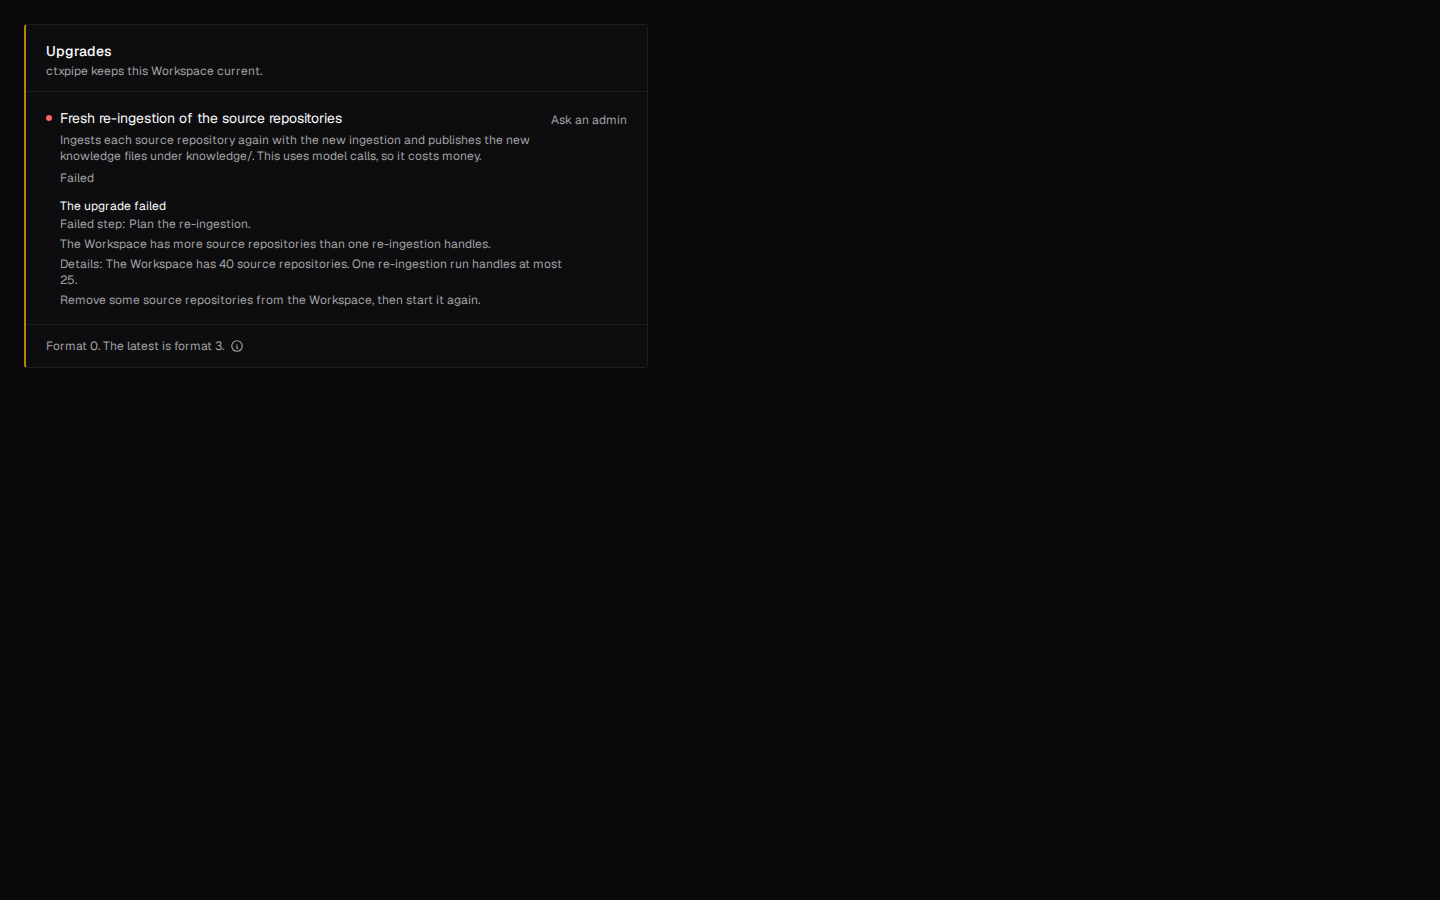 Upgrades
ctxpipe keeps this Workspace current.
Fresh re-ingestion of the source repositories
Ask an admin
Ingests each source repository again with the new ingestion and publishes the new
knowledge files under knowledge/. This uses model calls, so it costs money.
Failed
The upgrade failed
Failed step: Plan the re-ingestion.
The Workspace has more source repositories than one re-ingestion handles.
Details: The Workspace has 40 source repositories. One re-ingestion run handles at most
25.
Remove some source repositories from the Workspace, then start it again.
Format 0. The latest is format 3.